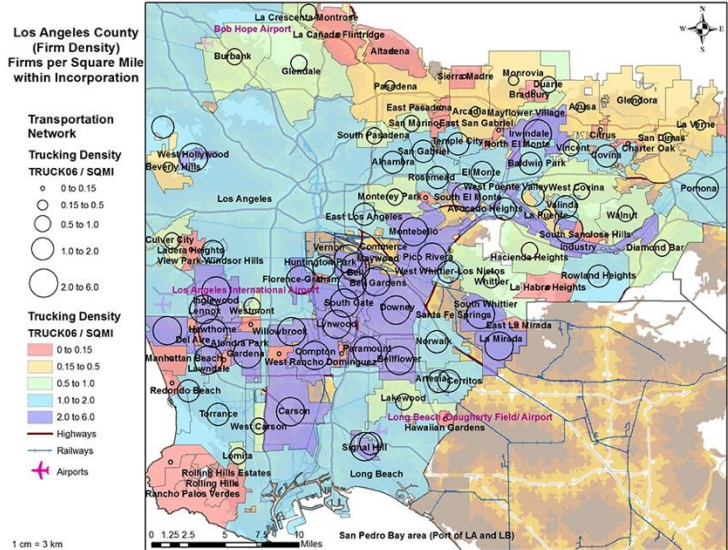 Los Angeles County
(Firm Density)
Firms per Square Mile
within Incorporation
Transportation
Network
Trucking Density
TRUCK06 / SQMI
0 to 0.15
0.15 to 0.5
0.5 to 1.0
1.0 to 2.0
2.0 to 6.0
Trucking Density
TRUCK06 / SQMI
0 to 0.15
0.15 to 0.5
0.5 to 1.0
1.0 to 2.0
2.0 to 6.0
Highways
Railways
Airports
1 cm = 3 km
0 1.25 2.5 5 7.5 10
Miles
San Pedro Bay area (Port of LA and LB)
N
W E
S
La Crescenta-Montrose
Bob Hope Airport
La Canada Flintridge
Burbank
Altadena
Glendale
Sierra Madre
Monrovia
Pasadena
Duarte
Bradbury
East Pasadena
Arcadia
Mayflower Village
Azusa
Glendora
San Marino
East San Gabriel
La Verne
South Pasadena
Temple City
Irwindale
Citrus
San Dimas
San Gabriel
North El Monte
Vincent
Charter Oak
West Hollywood
Alhambra
Baldwin Park
Covina
Beverly Hills
Rosemead
El Monte
Los Angeles
Monterey Park
South El Monte
West Puente Valley
West Covina
Pomona
Avocado Heights
Valinda
East Los Angeles
La Puente
Walnut
Culver City
Montebello
South San Jose Hills
Ladera Heights
Vernon
Commerce
Industry
View Park-Windsor Hills
Huntington Park
Maywood
Pico Rivera
Hacienda Heights
Diamond Bar
Florence-Graham
Bell
West Whittier-Los Nietos
Rowland Heights
Bell Gardens
Whittier
La Habra Heights
Los Angeles International Airport
Inglewood
South Gate
Downey
South Whittier
Lennox
Westmont
Santa Fe Springs
Hawthorne
Willowbrook
Lynwood
East La Mirada
Del Aire
Alondra Park
Paramount
Norwalk
La Mirada
Manhattan Beach
Gardena
Compton
Lawndale
West Rancho Dominguez
Bellflower
Redondo Beach
Artesia
Cerritos
Torrance
Carson
Lakewood
West Carson
Long Beach /Daugherty Field/ Airport
Hawaiian Gardens
Lomita
Signal Hill
Rolling Hills Estates
Rolling Hills
Long Beach
Rancho Palos Verdes